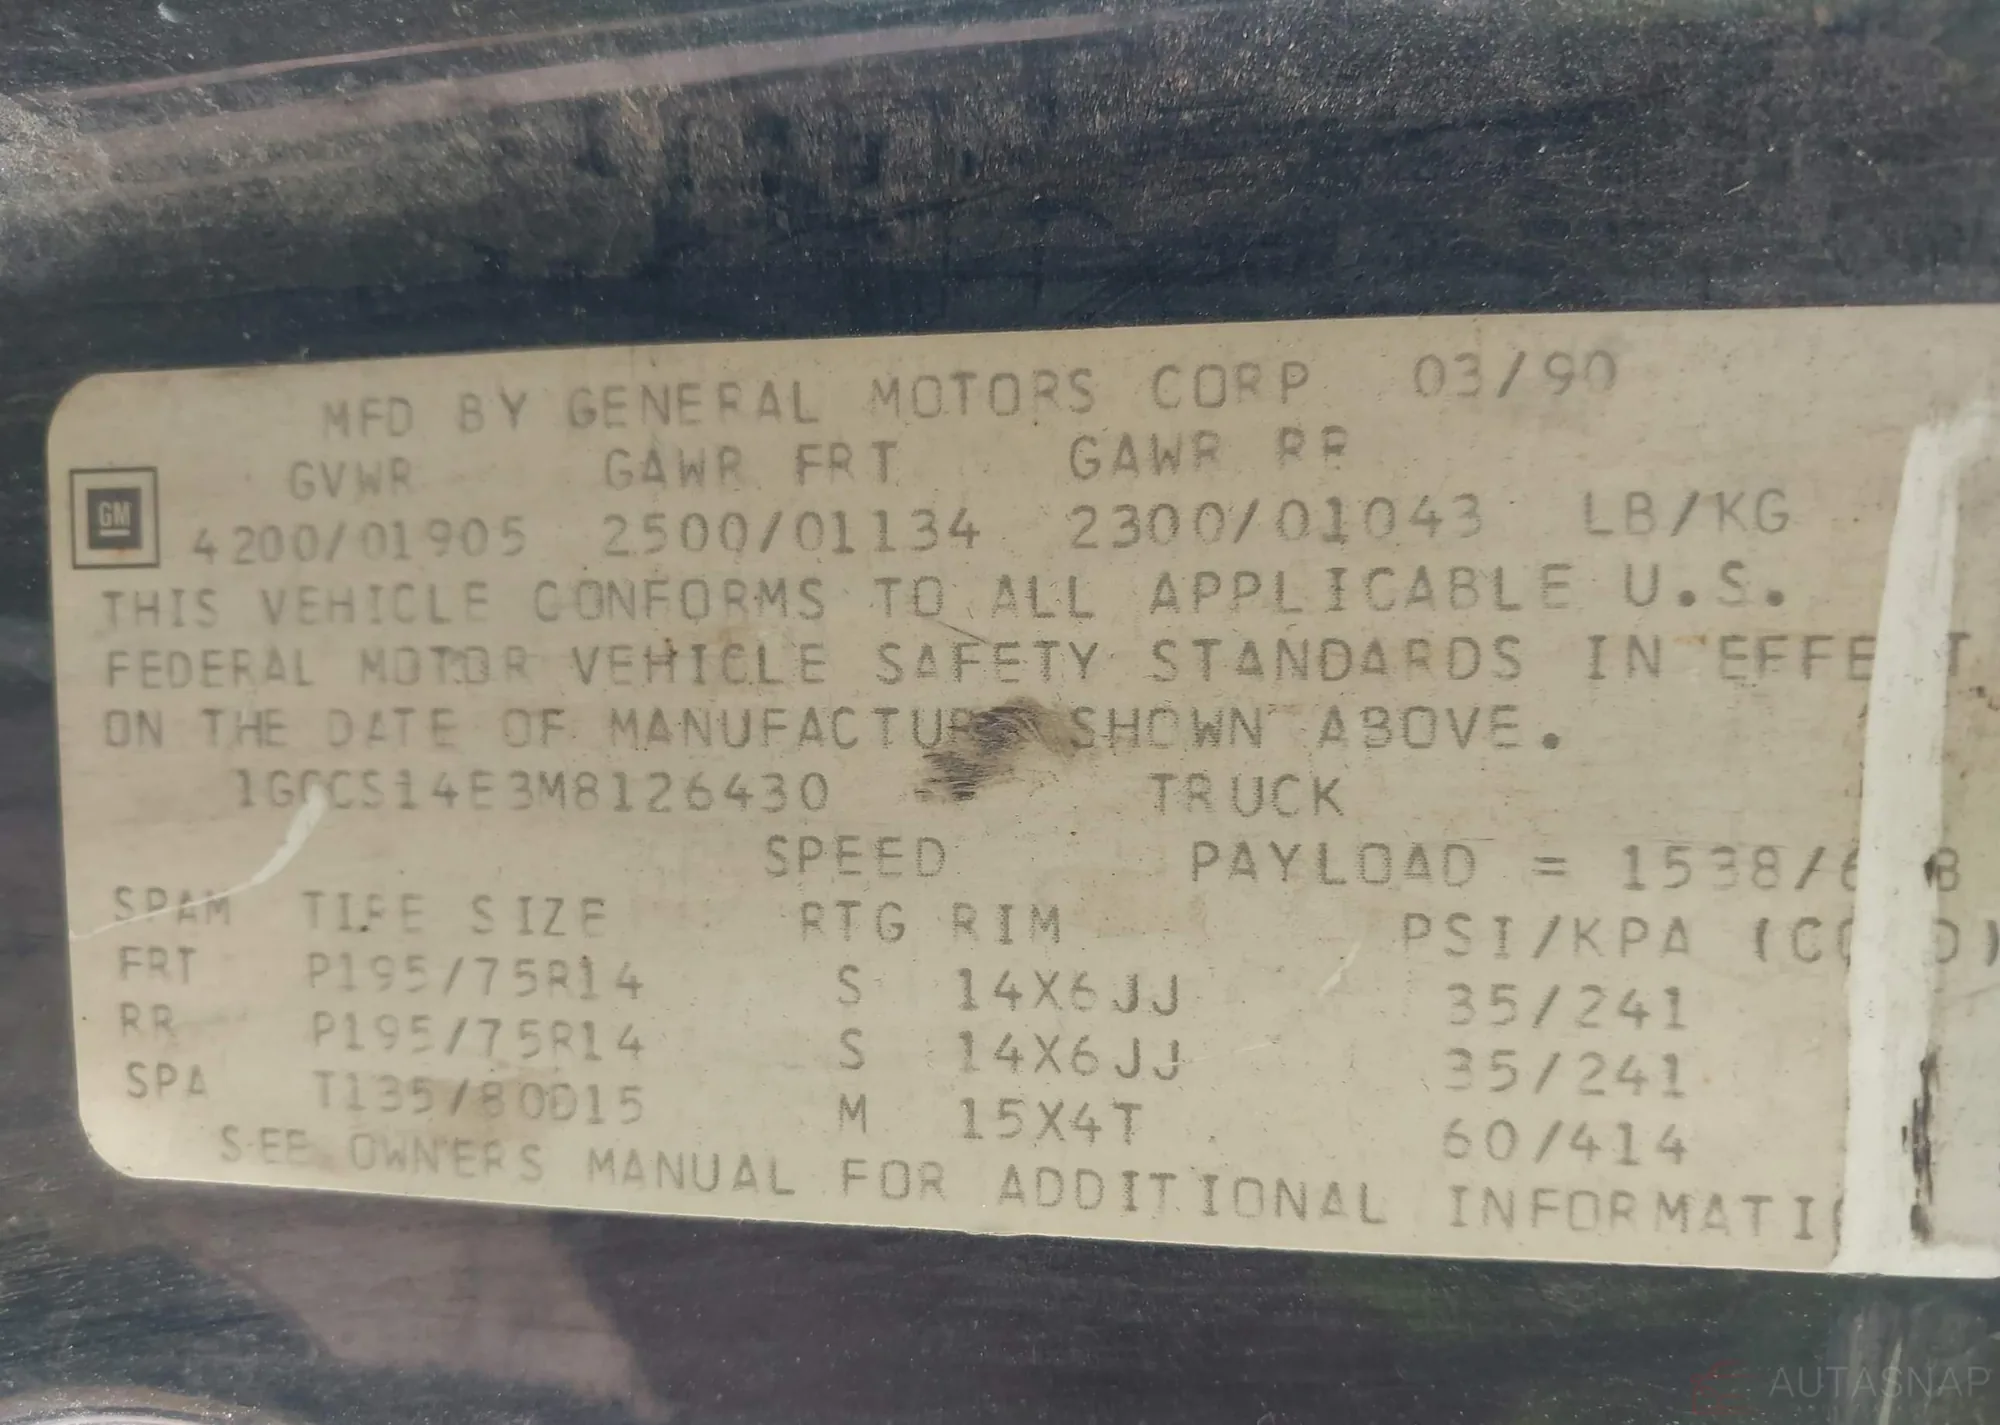 MFD BY GENERAL MOTORS CORP 03/90
GVWR GAWR FRT GAWR RR
GM
4200/01905 2500/01134 2300/01043 LB/KG
THIS VEHICLE CONFORMS TO ALL APPLICABLE U.S.
FEDERAL MOTOR VEHICLE SAFETY STANDARDS IN
ON THE DATE OF SHOWN ABOVE.
1GCCS14E3M8126430 TRUCK
SPEED PAYLOAD =
SPAM TIRE SIZE RTG RIM PSI/KPA
FRT P195/75R14 S 14X6JJ 35/241
RR P195/75R14 S 14X6JJ 35/241
SPA T135/80D15 M 15X4T 60/414
SEE OWNERS MANUAL FOR ADDITIONAL
AUTASNAP